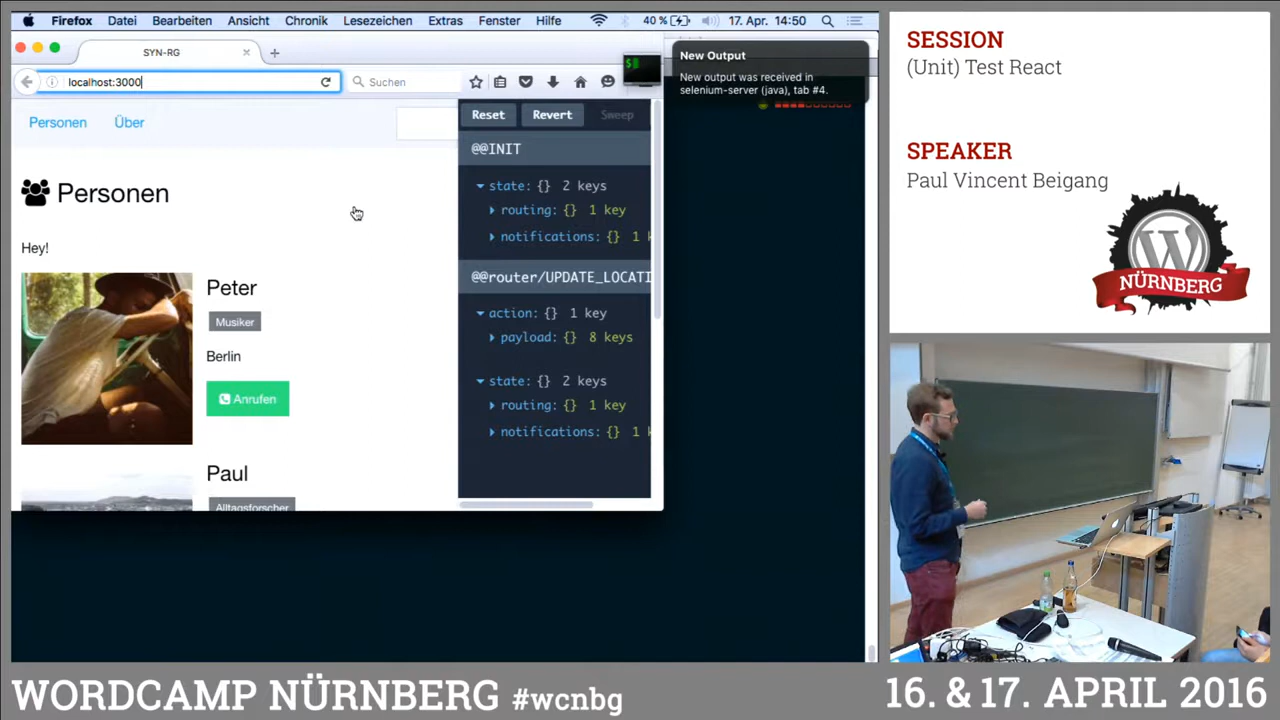 Firefox Datei Bearbeiten Ansicht Chronik Lesezeichen Extras Fenster Hilfe 40 % 17. Apr. 14:50
SYN-RG
localhost:3000
Suchen
$
New Output
New output was received in
selenium-server (java), tab #4.
Personen Über
Reset Revert Sweep
@@INIT
state: {} 2 keys
routing: {} 1 key
notifications: {} 1 k
@@router/UPDATE_LOCATI
action: {} 1 key
payload: {} 8 keys
state: {} 2 keys
routing: {} 1 key
notifications: {} 1 k
Personen
Hey!
Peter
Musiker
Berlin
Anrufen
Paul
Alltagsforscher
SESSION
(Unit) Test React
SPEAKER
Paul Vincent Beigang
W
NÜRNBERG
WORDCAMP NÜRNBERG #wcnbg
16. & 17. APRIL 2016